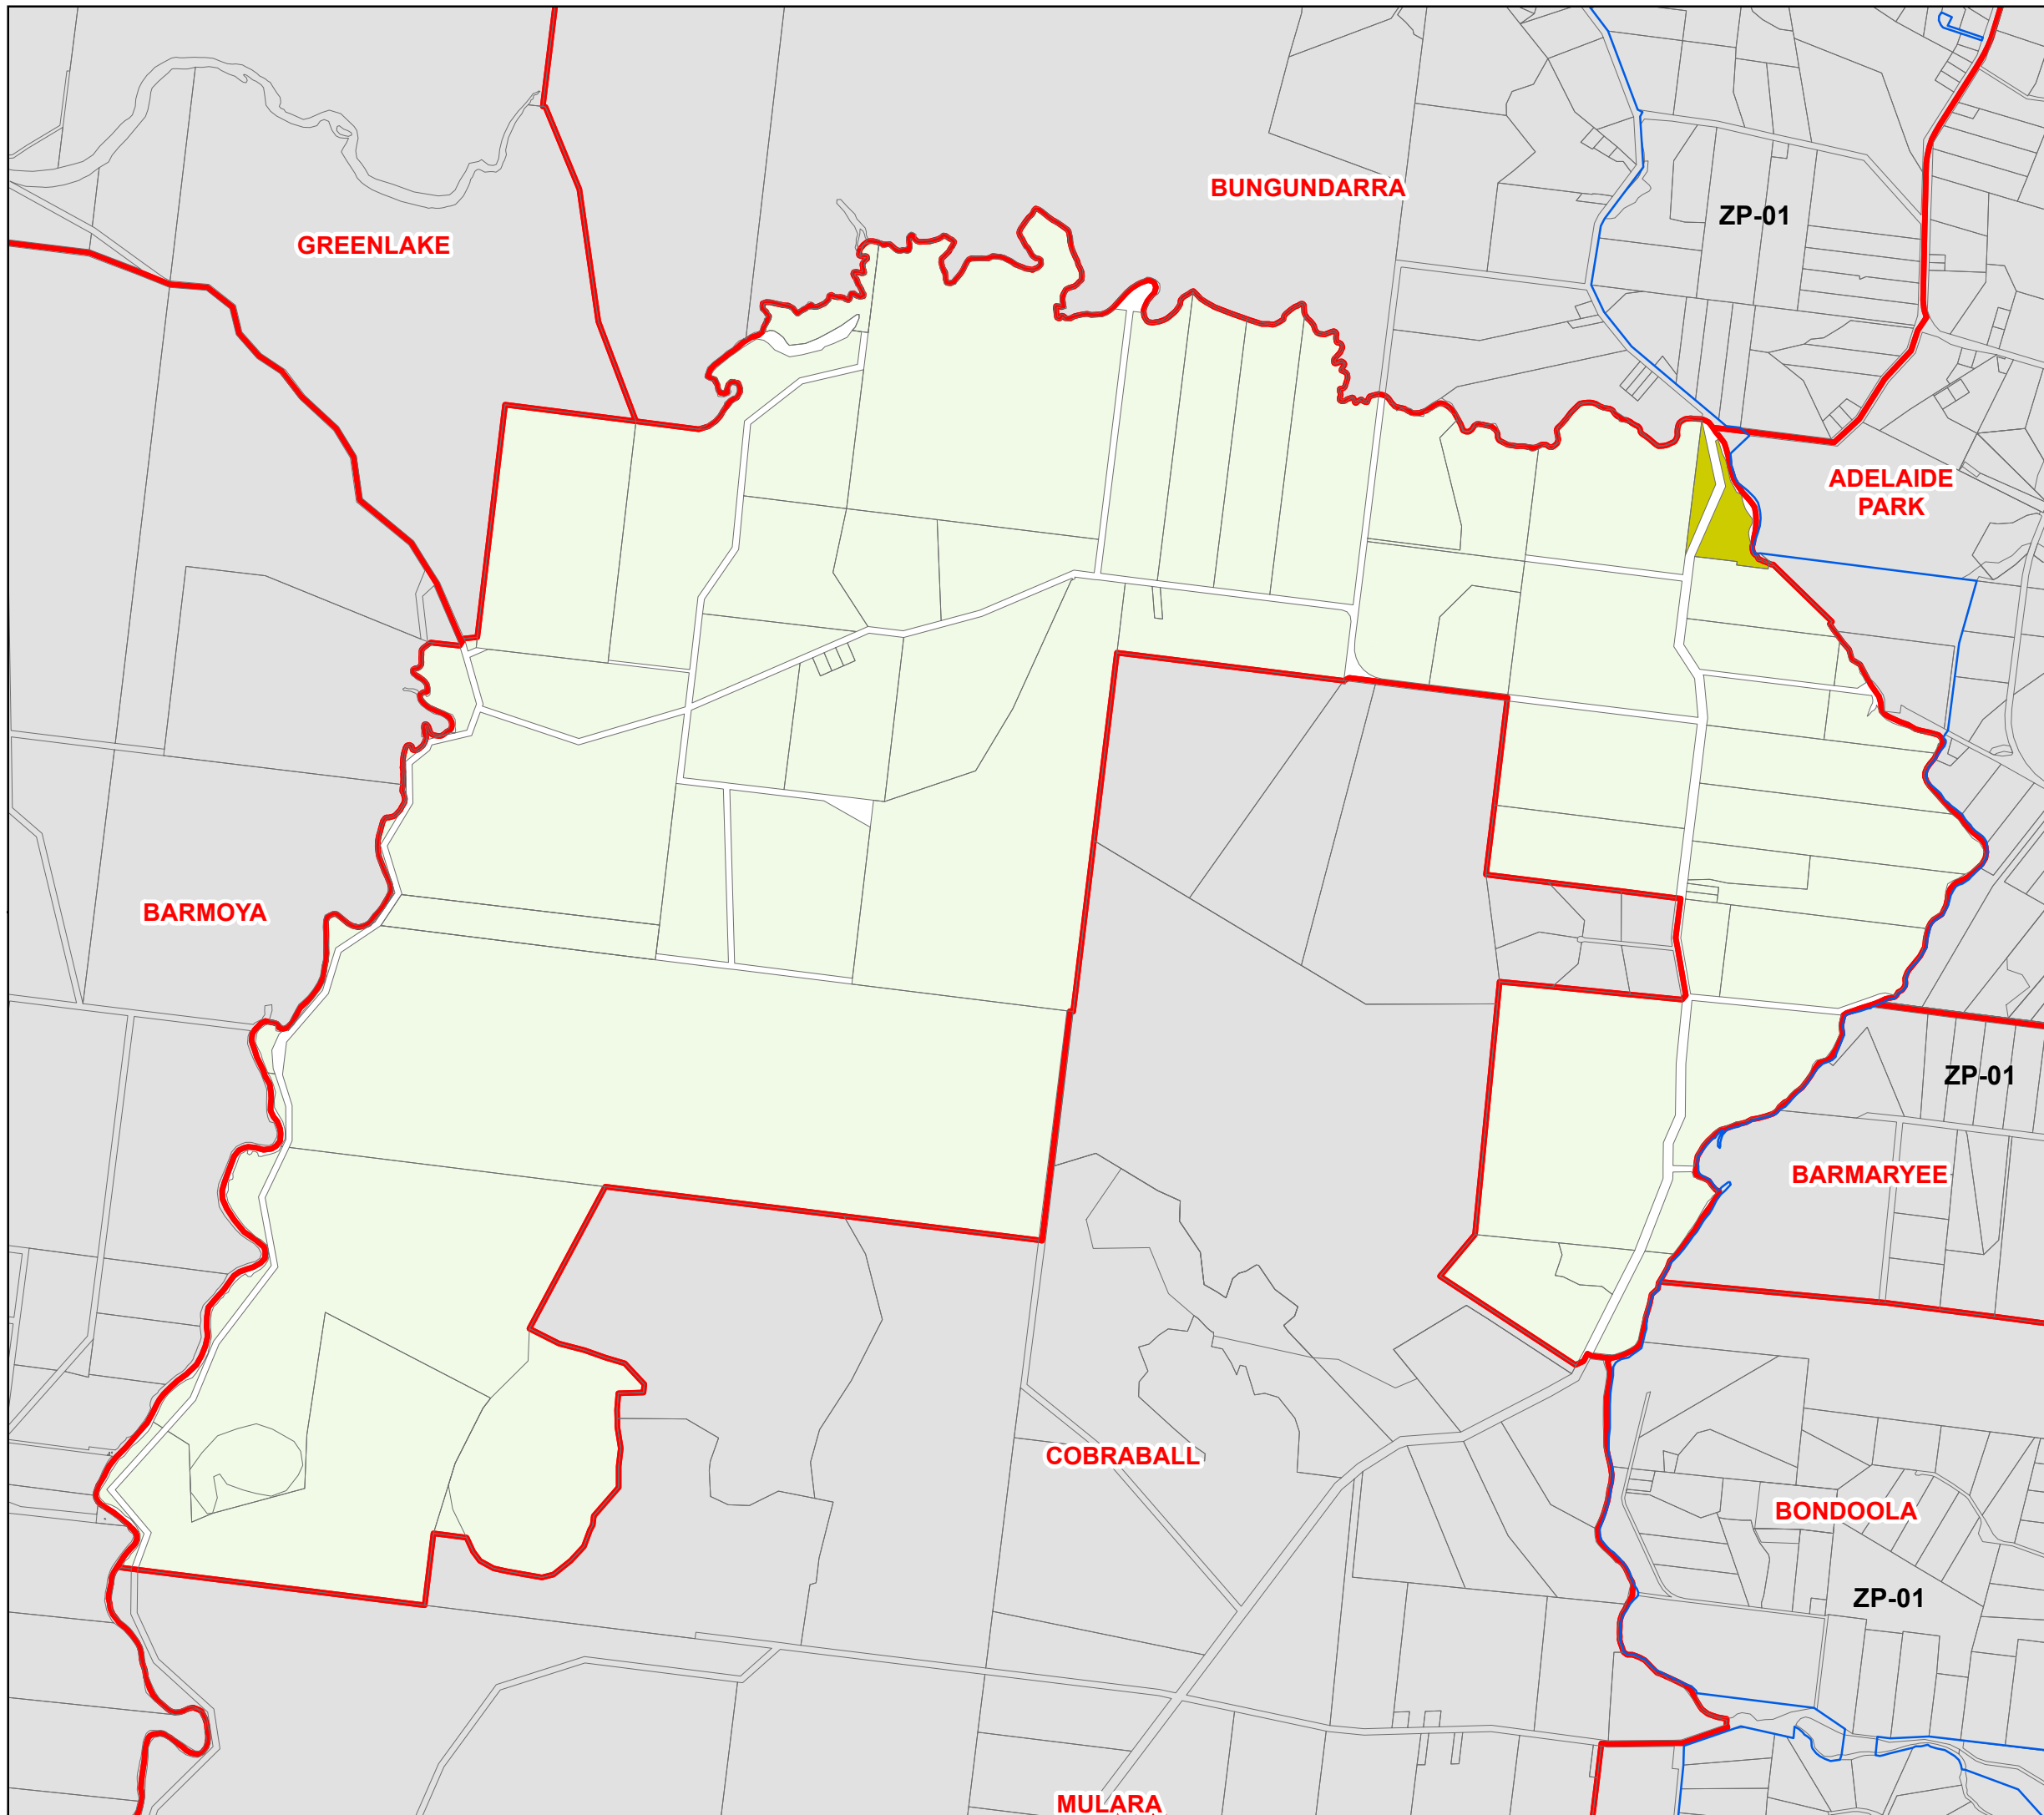 BUNGUNDARRA
ZP-01
GREENLAKE
ADELAIDE
PARK
BARMOYA
ZP-01
BARMARYEE
COBRABALL
BONDOOLA
ZP-01
MULARA